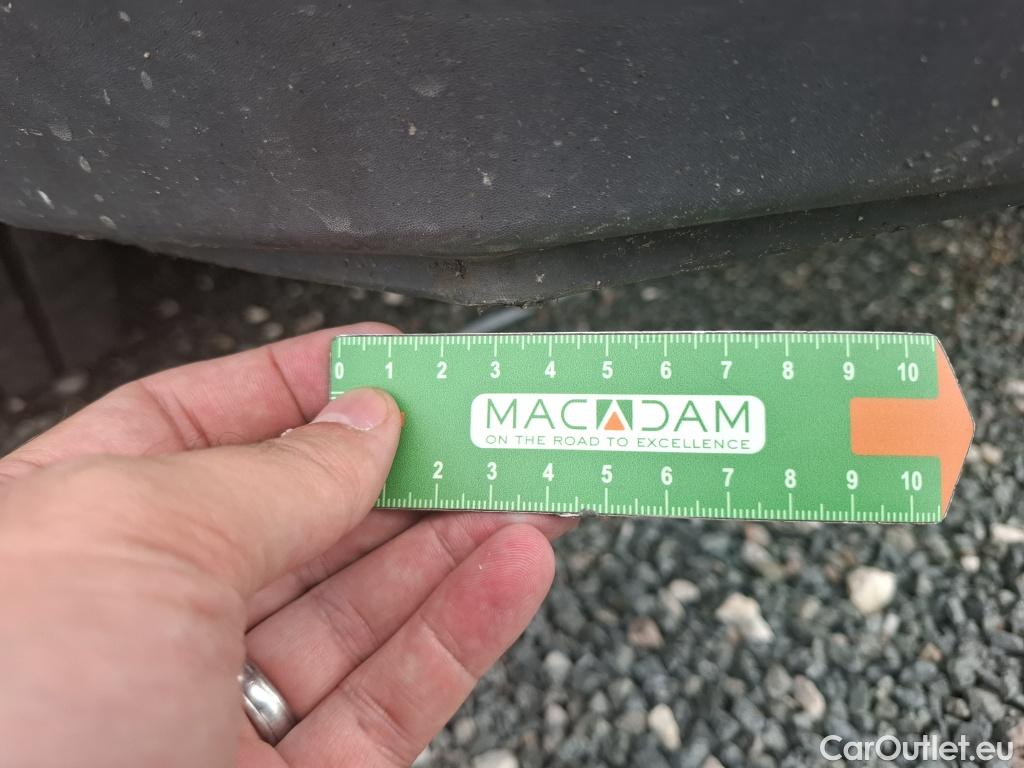 0 1 2 3 4 5 6 7 8 9 10
MACADAM
ON THE ROAD TO EXCELLENCE
2 3 4 5 6 7 8 9 10
CarOutlet.eu